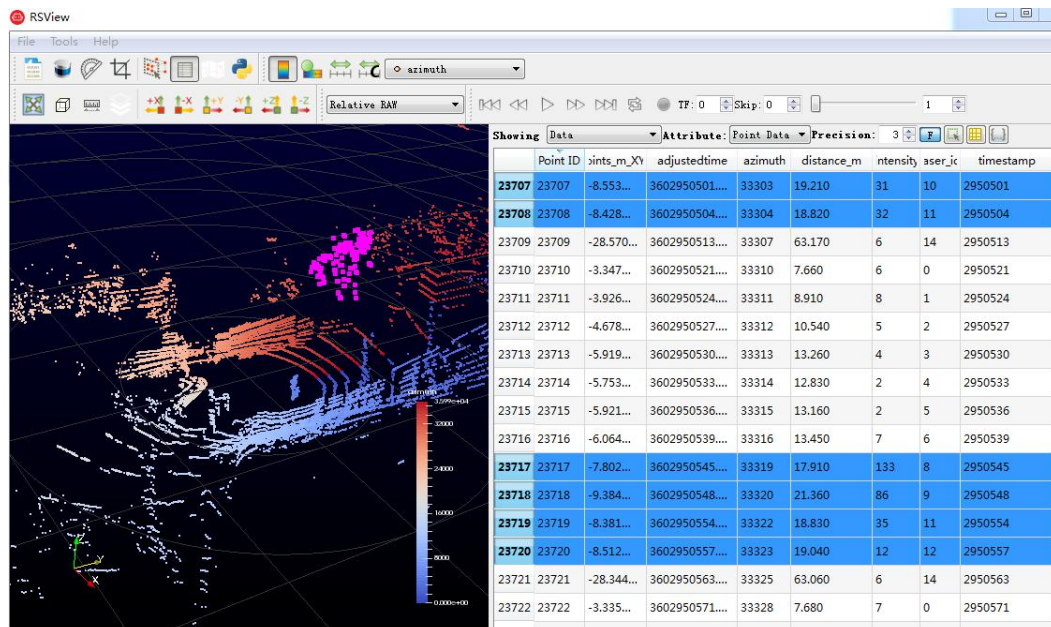 RSView
File Tools Help
azimuth
+X -X +Y -Y +Z -Z Relative RAW TF: 0 Skip: 0 1
Showing Data Attribute: Point Data Precision: 3 F
Point ID oints_m_XY adjustedtime azimuth distance_m ntensity aser_ic timestamp
23707 23707 -8.553... 3602950501.... 33303 19.210 31 10 2950501
23708 23708 -8.428... 3602950504.... 33304 18.820 32 11 2950504
23709 23709 -28.570... 3602950513.... 33307 63.170 6 14 2950513
23710 23710 -3.347... 3602950521.... 33310 7.660 6 0 2950521
23711 23711 -3.926... 3602950524.... 33311 8.910 8 1 2950524
23712 23712 -4.678... 3602950527.... 33312 10.540 5 2 2950527
23713 23713 -5.919... 3602950530.... 33313 13.260 4 3 2950530
23714 23714 -5.753... 3602950533.... 33314 12.830 2 4 2950533
23715 23715 -5.921... 3602950536.... 33315 13.160 2 5 2950536
23716 23716 -6.064... 3602950539.... 33316 13.450 7 6 2950539
23717 23717 -7.802... 3602950545.... 33319 17.910 133 8 2950545
23718 23718 -9.384... 3602950548.... 33320 21.360 86 9 2950548
23719 23719 -8.381... 3602950554.... 33322 18.830 35 11 2950554
23720 23720 -8.512... 3602950557.... 33323 19.040 12 12 2950557
23721 23721 -28.344... 3602950563.... 33325 63.060 6 14 2950563
23722 23722 -3.335... 3602950571.... 33328 7.680 7 0 2950571
azimuth
3.599e+04
32000
24000
16000
8000
0.000e+00
Z
Y
X